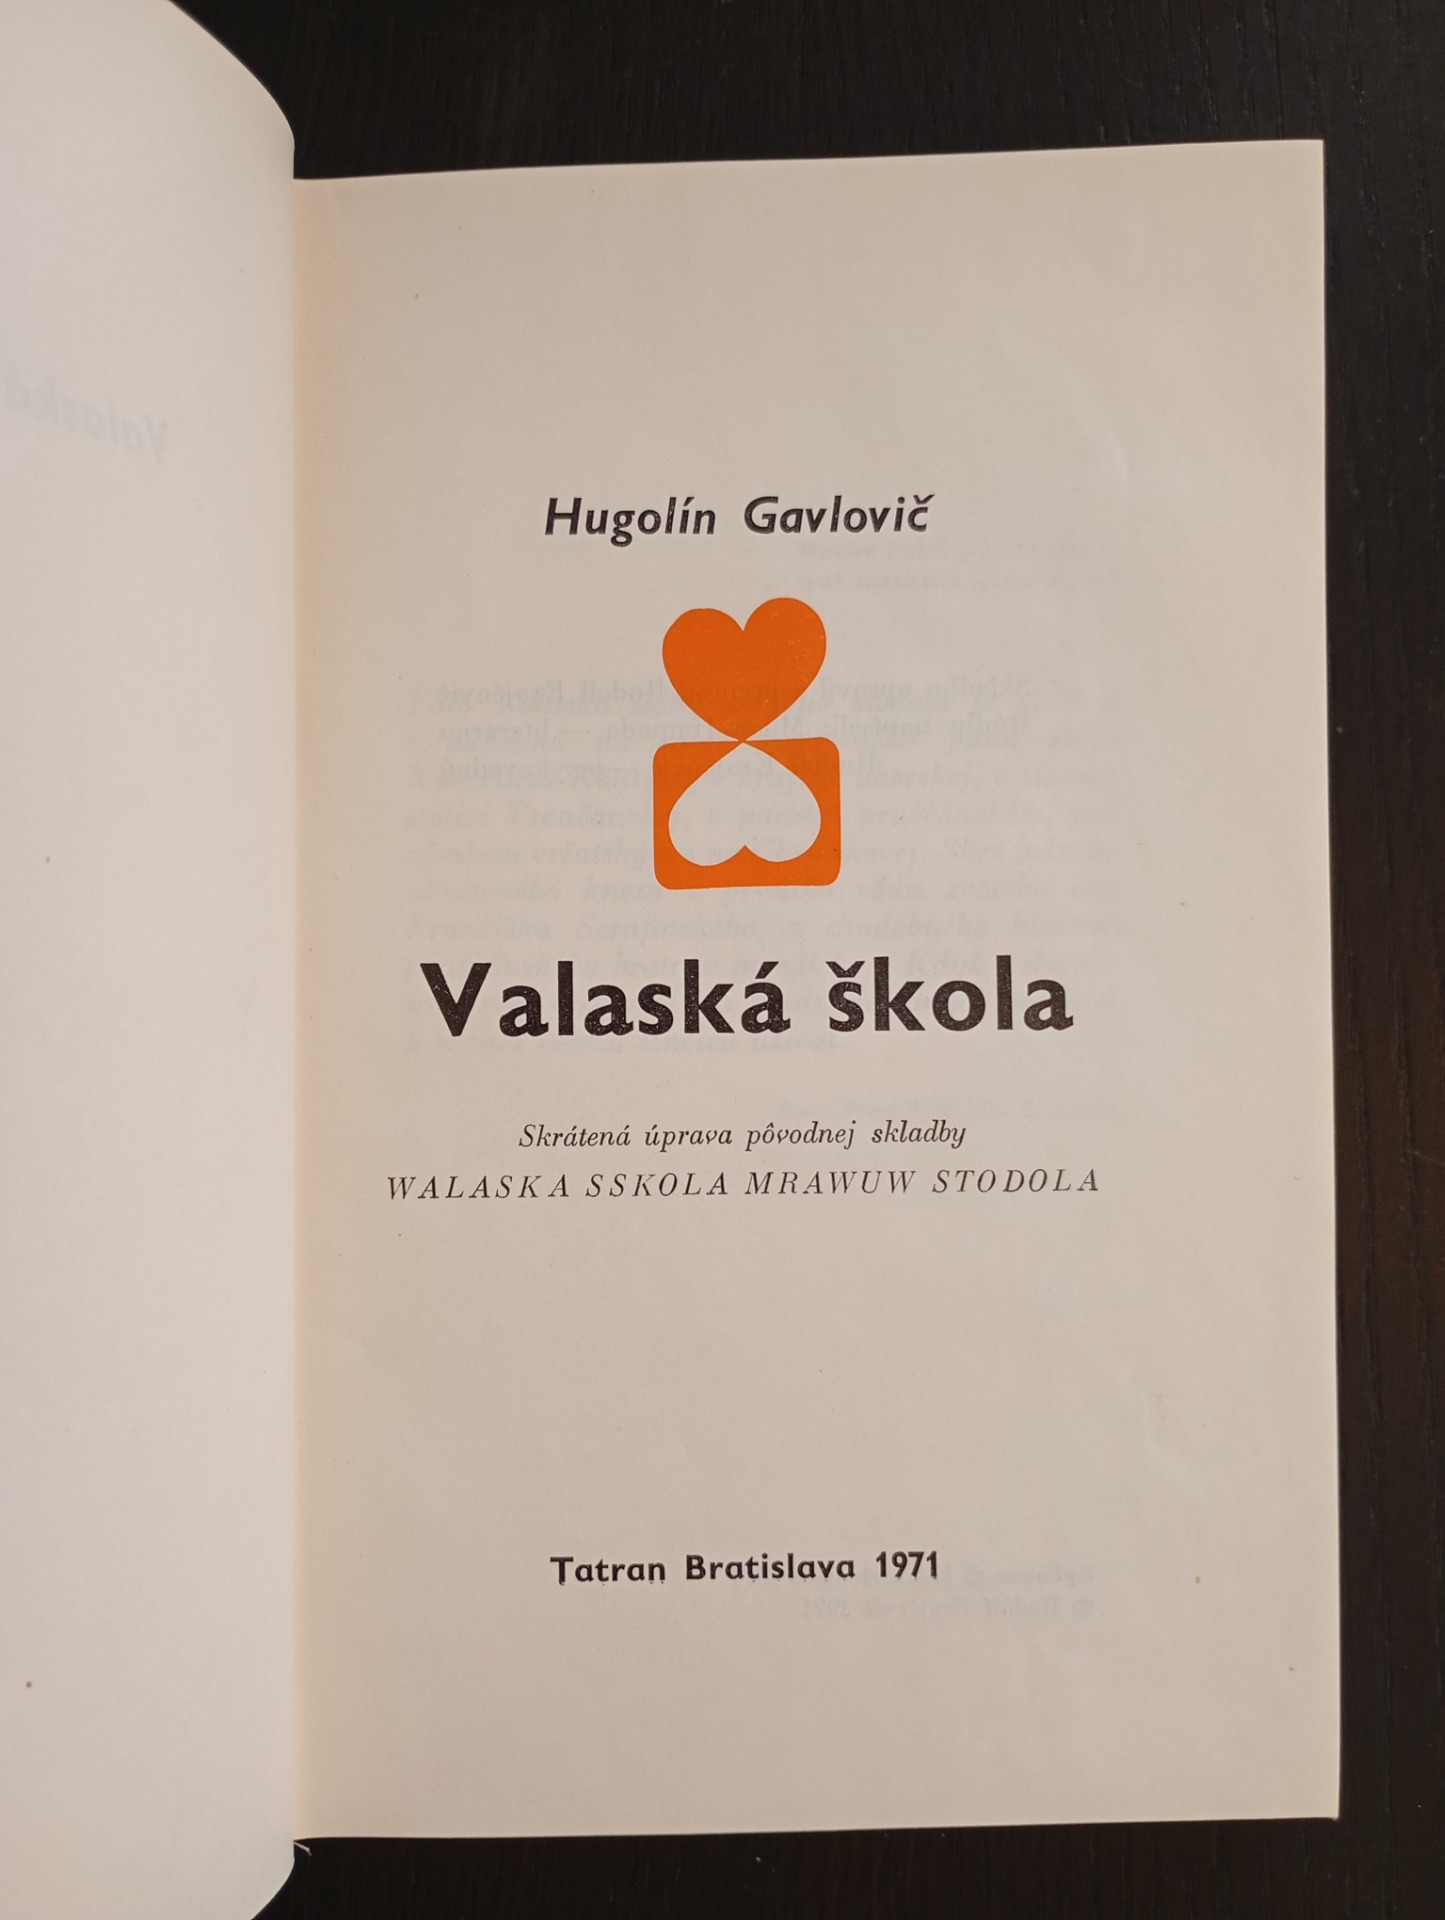 Hugolín Gavlovič
Valaská škola
Skrátená úprava pôvodnej skladby
WALASKA SSKOLA MRAWUW STODOLA
Tatran Bratislava 1971